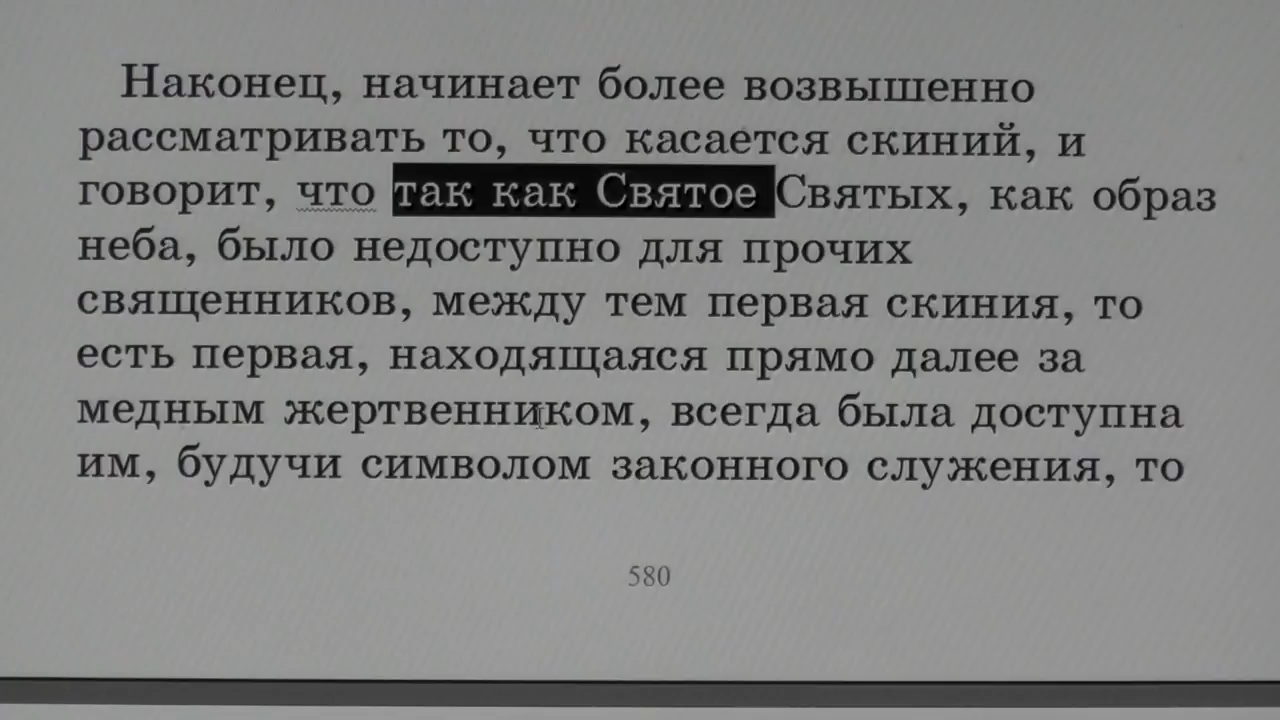 Наконец, начинает более возвышенно
рассматривать то, что касается скиний, и
говорит, что так как Святое Святых, как образ
неба, было недоступно для прочих
священников, между тем первая скиния, то
есть первая, находящаяся прямо далее за
медным жертвенником, всегда была доступна
им, будучи символом законного служения, то
580